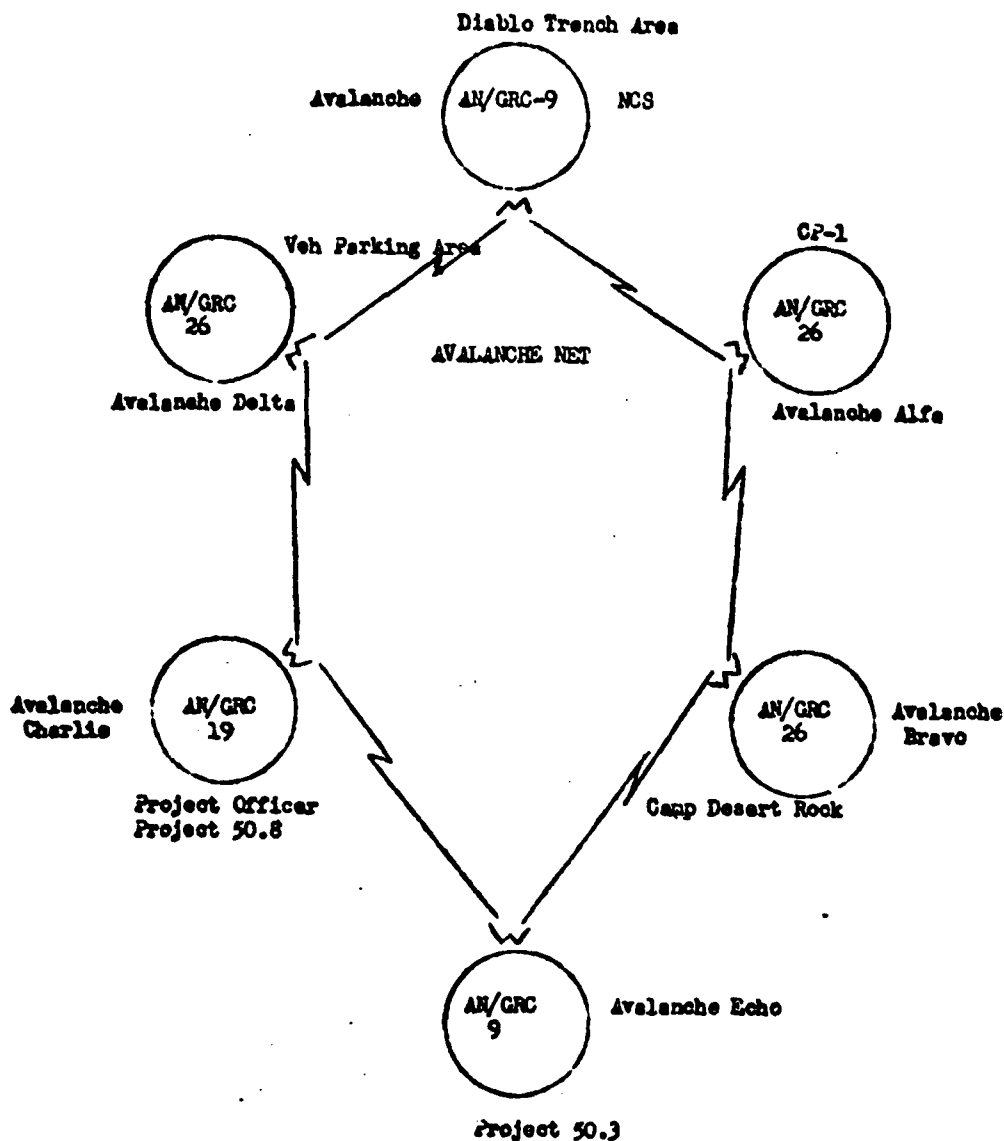 Diablo Trench Area
Avalanche
AN/GRC-9
NCS
Veh Parking Area
CP-1
AN/GRC
26
AN/GRC
26
AVALANCHE NET
Avalanche Delta
Avalanche Alfa
Avalanche
Charlie
AN/GRC
19
AN/GRC
26
Avalanche
Bravo
Project Officer
Project 50.8
Camp Desert Rock
AN/GRC
9
Avalanche Echo
Project 50.3